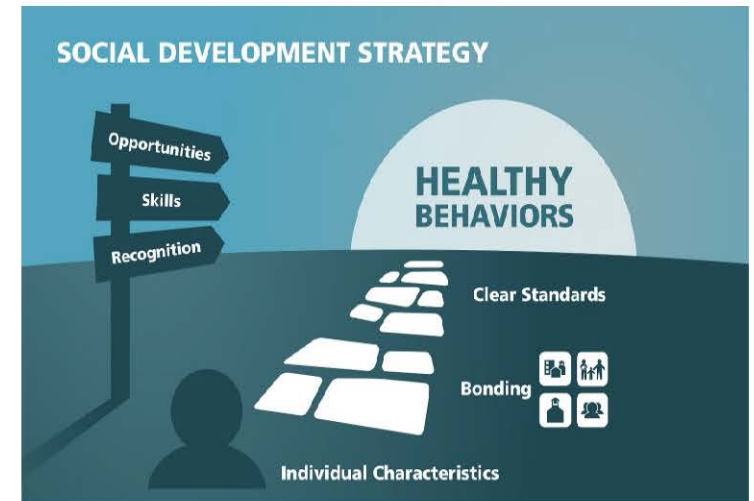 SOCIAL DEVELOPMENT STRATEGY
Opportunities
Skills
Recognition
HEALTHY
BEHAVIORS
Clear Standards
Bonding
Individual Characteristics